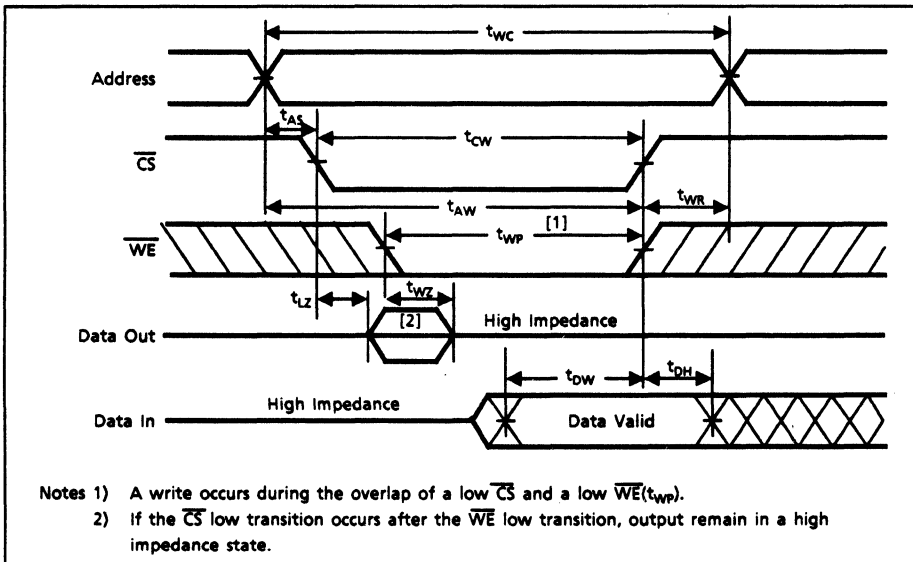 tWC
Address
tAS
tCW
CS
tAW
tWR
WE
tWP [1]
tLZ
tWZ
Data Out
[2]
High Impedance
tDW
tDH
Data In
High Impedance
Data Valid
Notes 1) A write occurs during the overlap of a low CS and a low WE(tWP).
2) If the CS low transition occurs after the WE low transition, output remain in a high
impedance state.